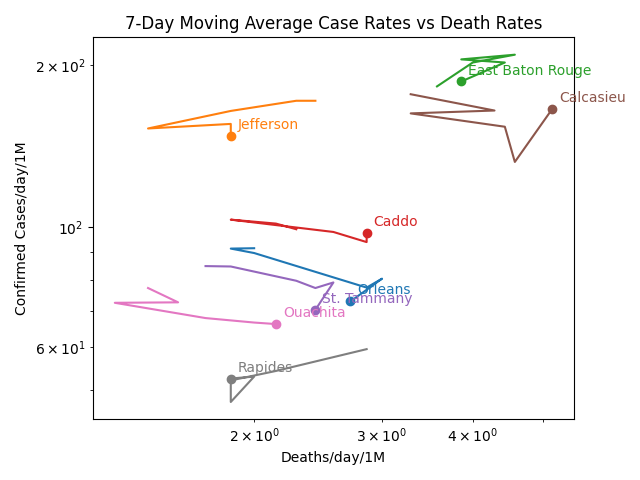 7-Day Moving Average Case Rates vs Death Rates
2 × 10⁰
3 × 10⁰
4 × 10⁰
Deaths/day/1M
6 × 10¹
10²
2 × 10²
Confirmed Cases/day/1M
East Baton Rouge
Calcasieu
Jefferson
Caddo
Orleans
St. Tammany
Ouachita
Rapides